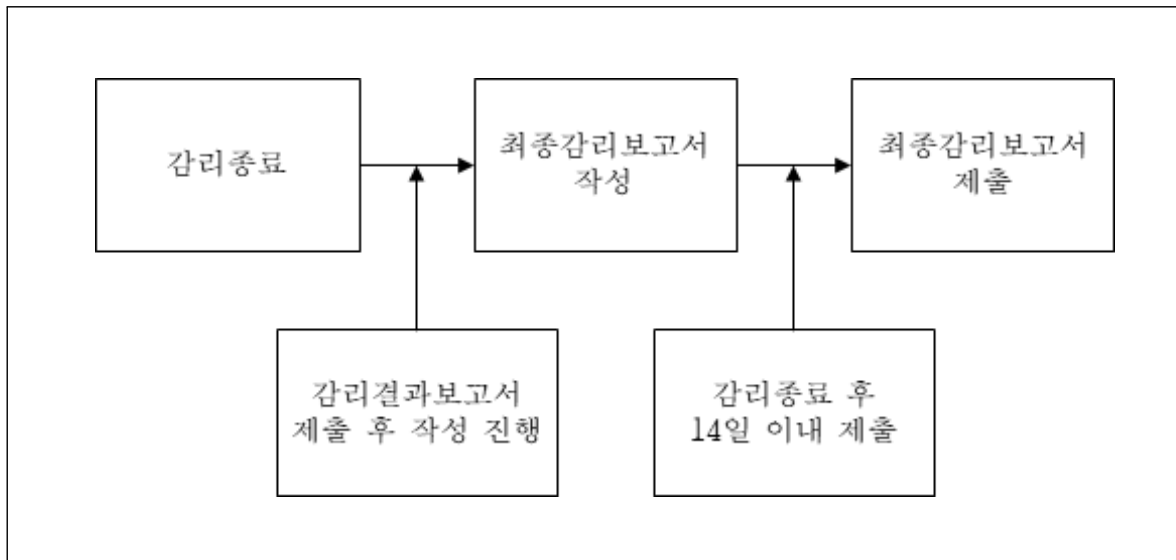 감리종료
최종감리보고서
작성
최종감리보고서
제출
감리결과보고서
제출 후 작성 진행
감리종료 후
14일 이내 제출